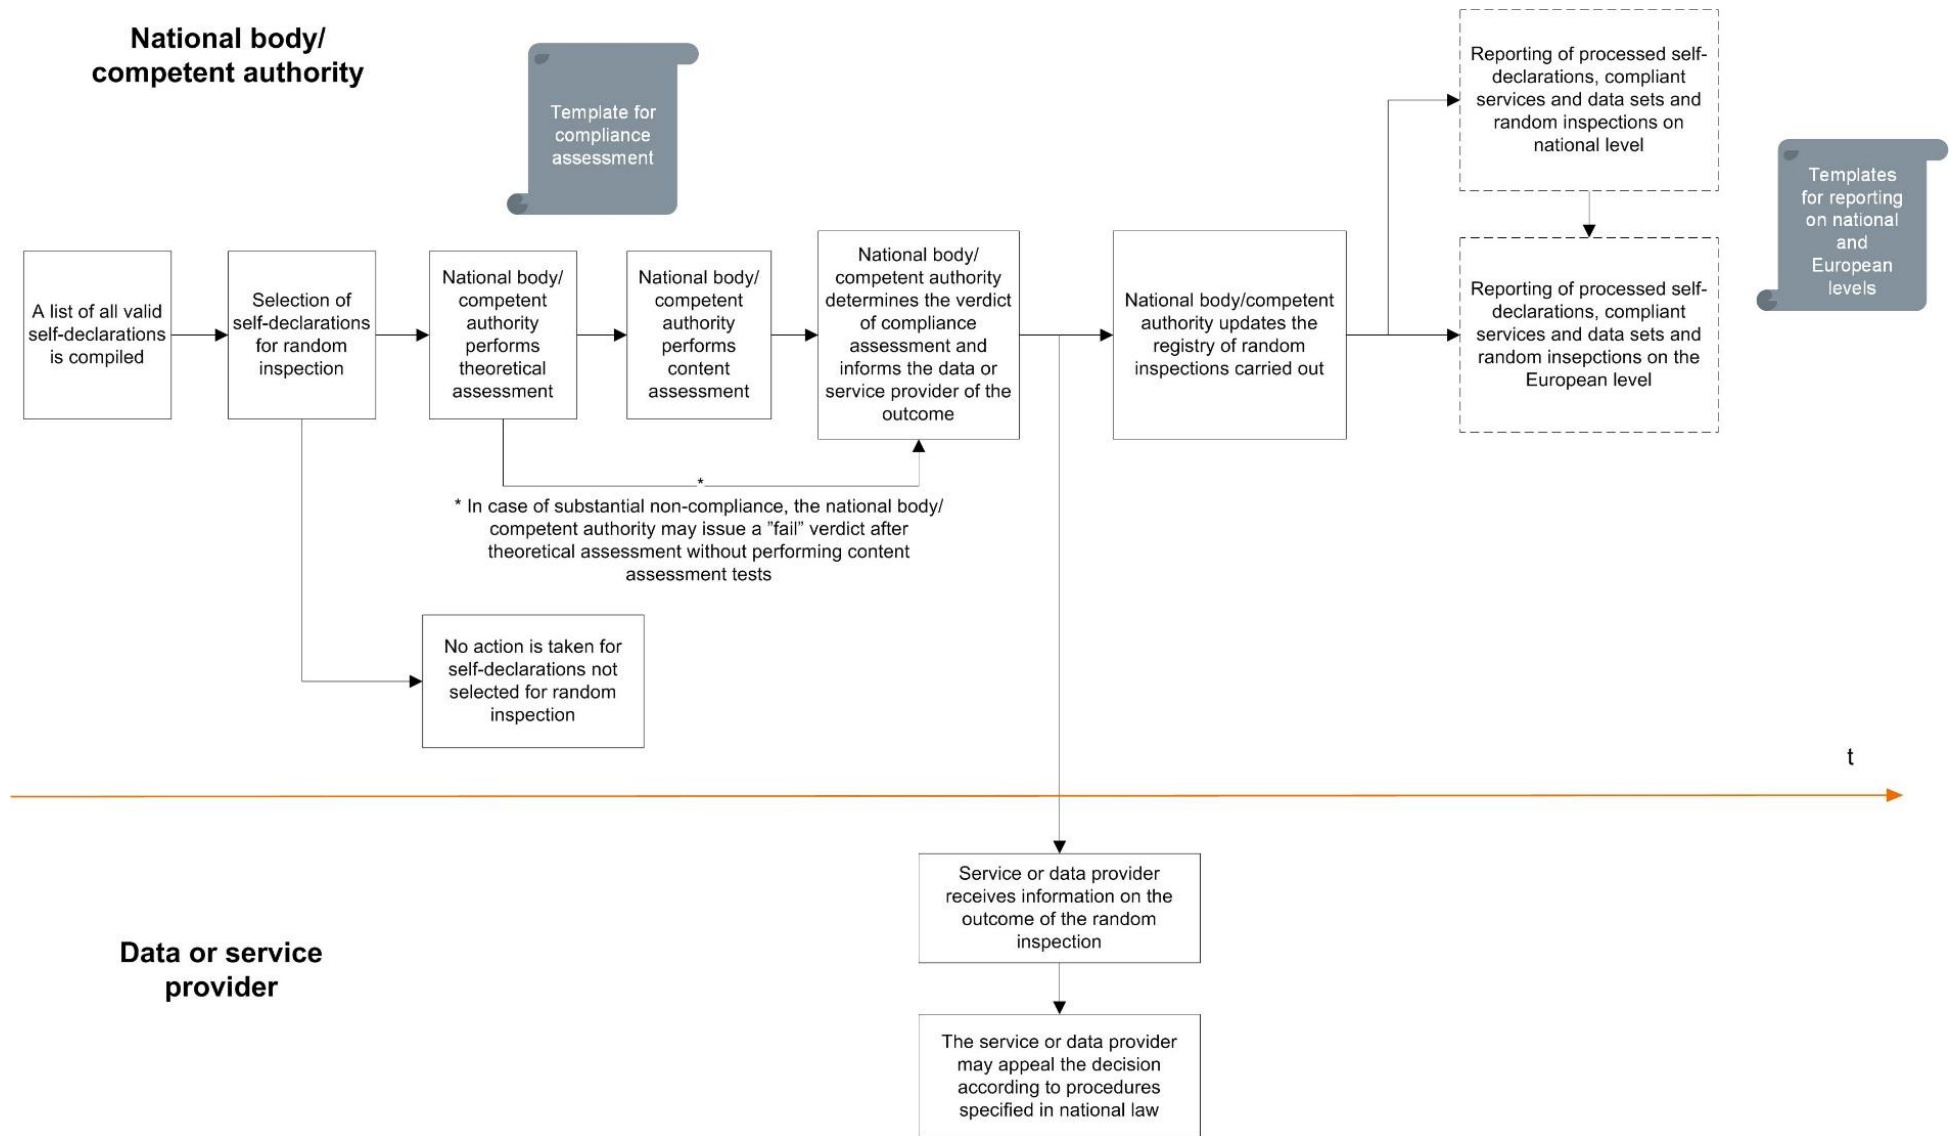 National body/
competent authority
Template for
compliance
assessment
Reporting of processed self-
declarations, compliant
services and data sets and
random inspections on
national level
Templates
for reporting
on national
and
European
levels
A list of all valid
self-declarations
is compiled
Selection of
self-declarations
for random
inspection
National body/
competent
authority
performs
theoretical
assessment
National body/
competent
authority
performs
content
assessment
National body/
competent authority
determines the verdict
of compliance
assessment and
informs the data or
service provider of the
outcome
National body/competent
authority updates the
registry of random
inspections carried out
Reporting of processed self-
declarations, compliant
services and data sets and
random insepctions on the
European level
*
* In case of substantial non-compliance, the national body/
competent authority may issue a ”fail” verdict after
theoretical assessment without performing content
assessment tests
No action is taken for
self-declarations not
selected for random
inspection
t
Service or data provider
receives information on the
outcome of the random
inspection
Data or service
provider
The service or data provider
may appeal the decision
according to procedures
specified in national law